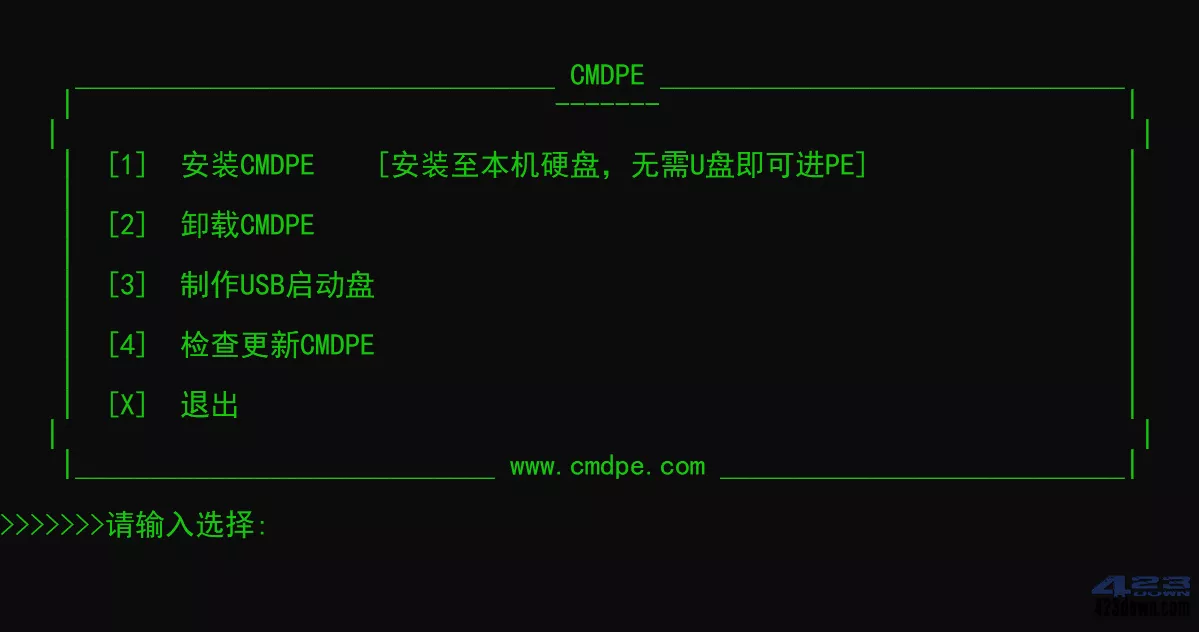 CMDPE
-------
[1] 安装CMDPE [安装至本机硬盘，无需U盘即可进PE]
[2] 卸载CMDPE
[3] 制作USB启动盘
[4] 检查更新CMDPE
[X] 退出
www.cmdpe.com
>>>>>>>请输入选择:
423
DOWN
423down.com